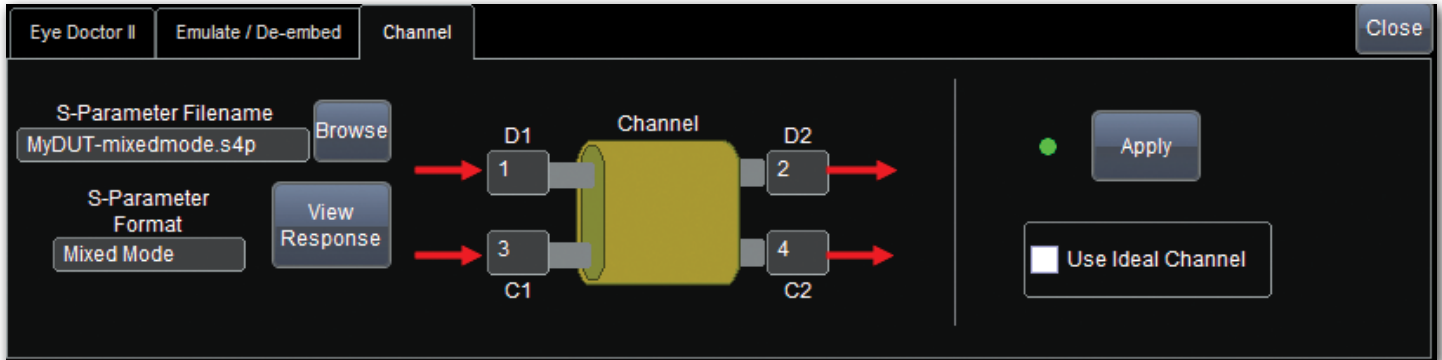 Eye Doctor II
Emulate / De-embed
Channel
Close
S-Parameter Filename
MyDUT-mixedmode.s4p
Browse
S-Parameter
Format
Mixed Mode
View
Response
Channel
D1
1
D2
2
3
C1
4
C2
Apply
Use Ideal Channel